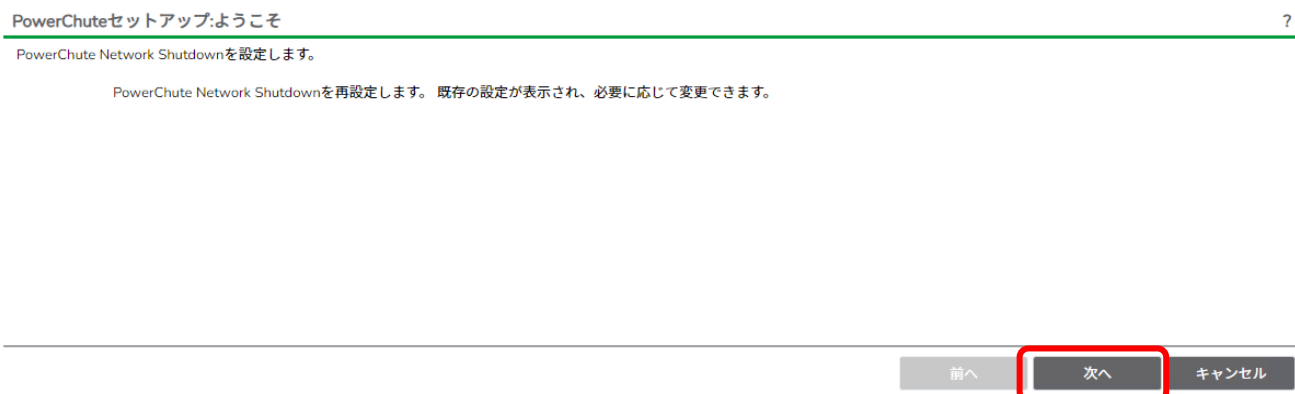 PowerChuteセットアップ:ようこそ ?
PowerChute Network Shutdownを設定します。
PowerChute Network Shutdownを再設定します。 既存の設定が表示され、必要に応じて変更できます。
前へ 次へ キャンセル